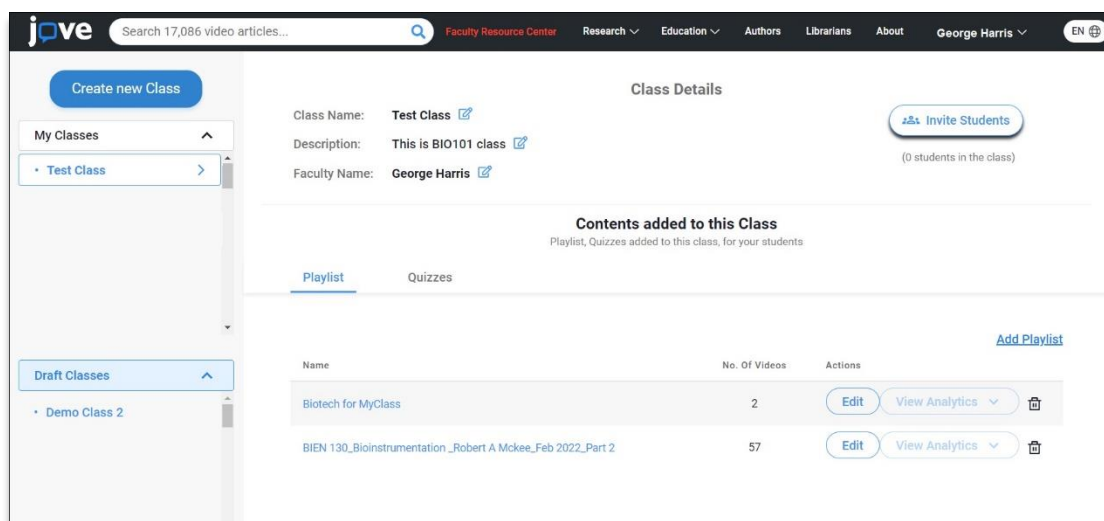 jove Search 17,086 video articles... Faculty Resource Center Research Education Authors Librarians About George Harris EN
Create new Class
My Classes
• Test Class
Draft Classes
• Demo Class 2
Class Details
Class Name: Test Class
Description: This is BIO101 class
Faculty Name: George Harris
Invite Students
(0 students in the class)
Contents added to this Class
Playlist, Quizzes added to this class, for your students
Playlist Quizzes
Add Playlist
Name No. Of Videos Actions
Biotech for MyClass 2 Edit View Analytics
BIEN 130_Bioinstrumentation _Robert A Mckee_Feb 2022_Part 2 57 Edit View Analytics